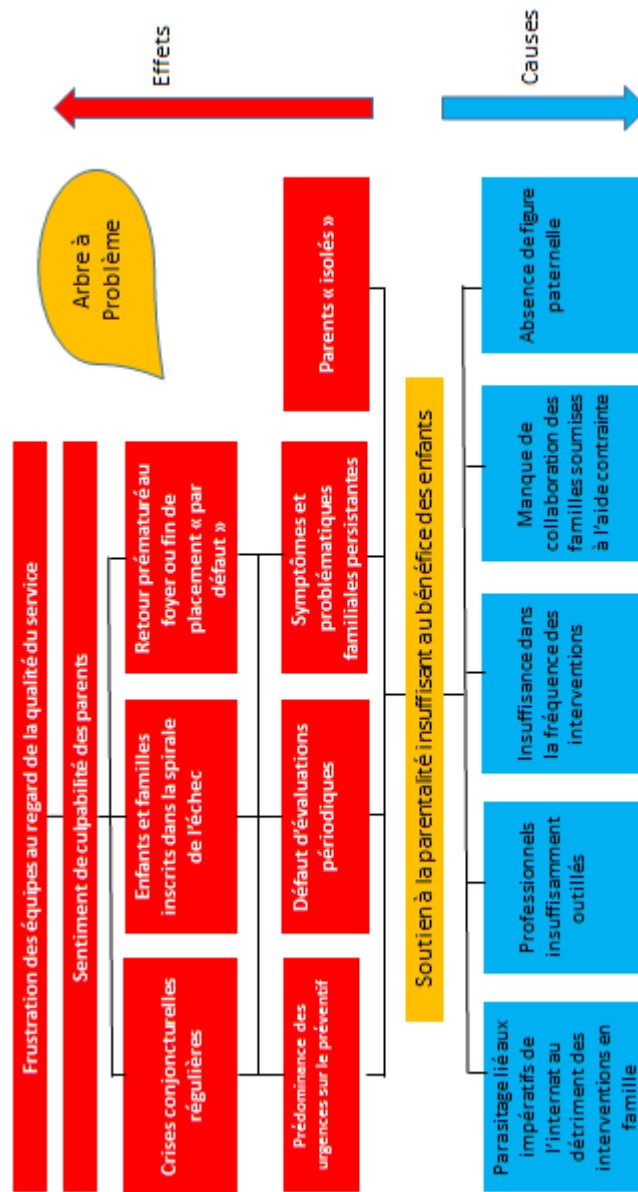 Frustration des équipes au regard de la qualité du service
Sentiment de culpabilité des parents
Arbre à
Problème
Effets
Crises conjoncturelles
régulières
Enfants et familles
inscrits dans la spirale
de l'échec
Retour prématuré au
foyer ou fin de
placement « par
défaut »
Prédominance des
urgences sur le préventif
Défaut d'évaluations
périodiques
Symptômes et
problématiques
familiales persistantes
Parents « isolés »
Soutien à la parentalité insuffisant au bénéfice des enfants
Causes
Parasitage lié aux
impératifs de
l'internat au
détriment des
interventions en
famille
Professionnels
insuffisamment
outillés
Insuffisance dans
la fréquence des
interventions
Manque de
collaboration des
familles soumises
à l'aide contrainte
Absence de figure
paternelle